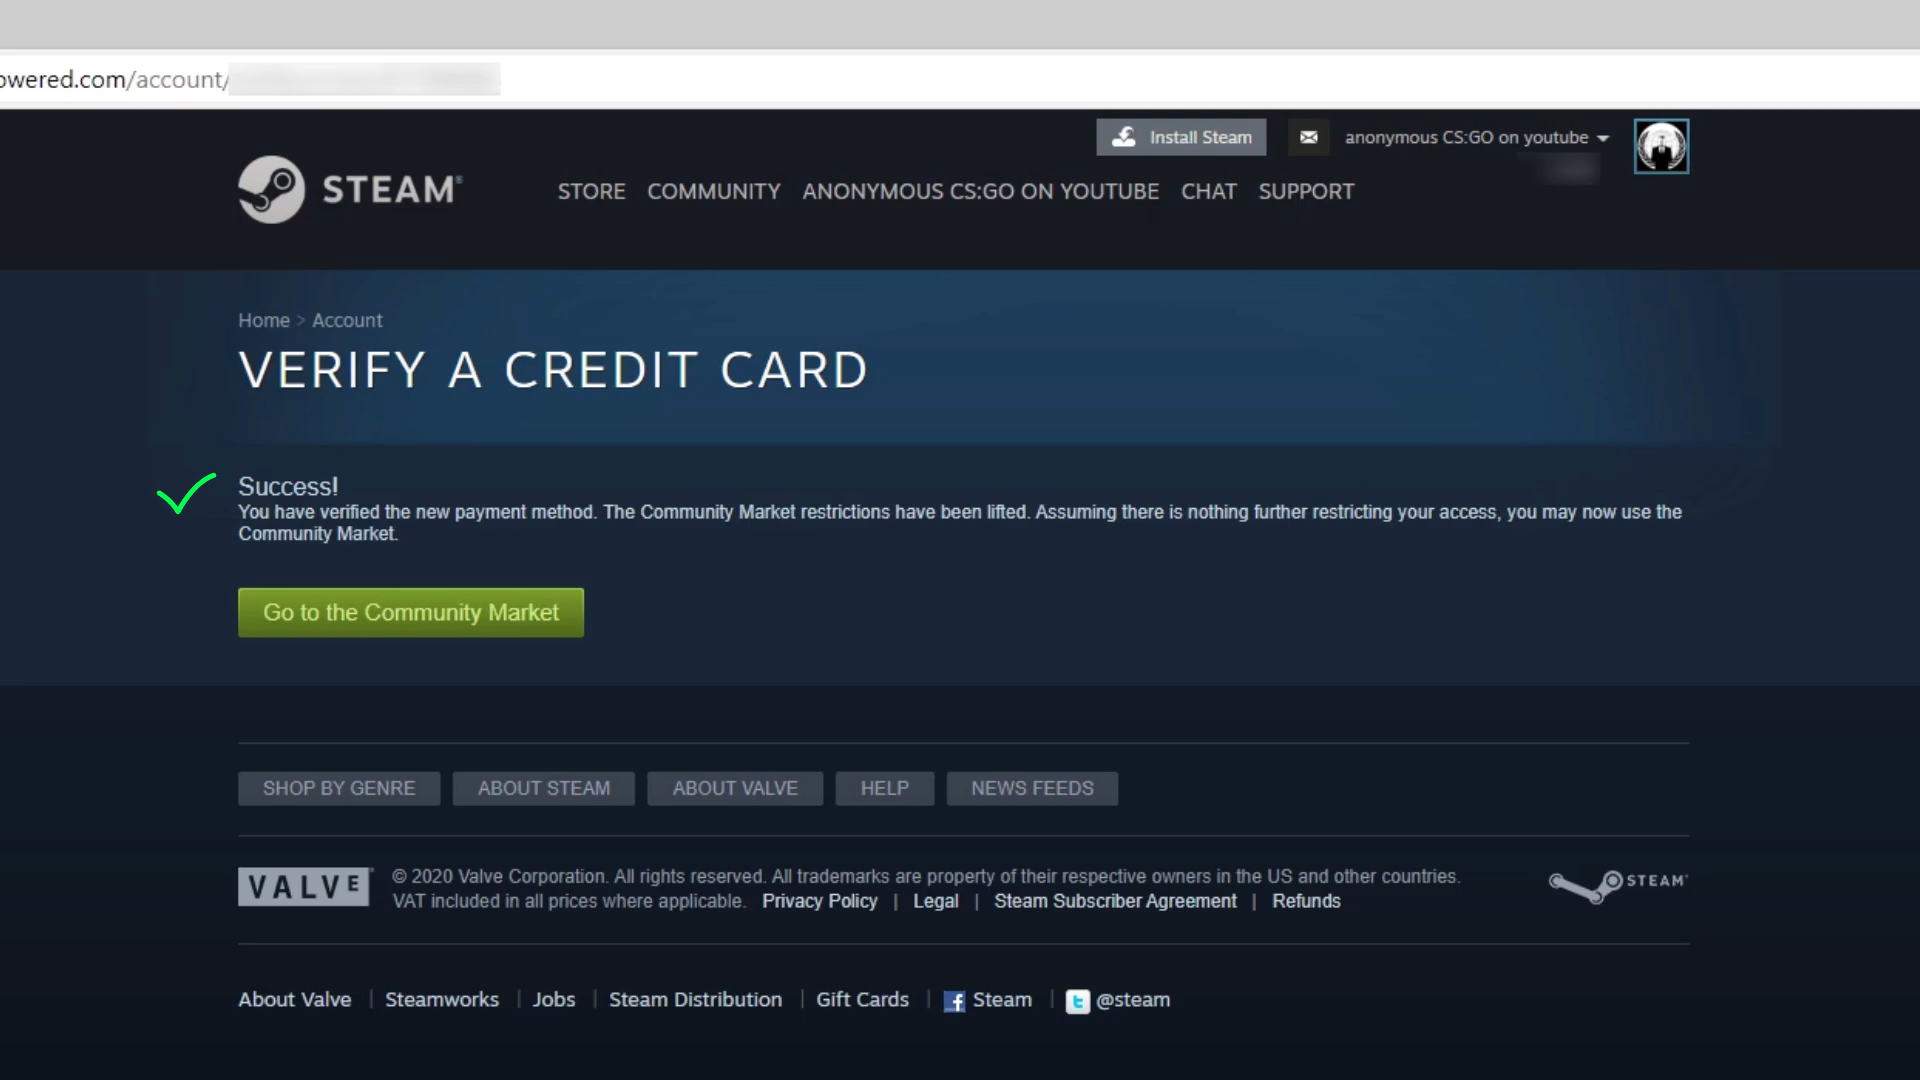 owered.com/account/
Install Steam
anonymous CS:GO on youtube
STEAM®
STORE COMMUNITY ANONYMOUS CS:GO ON YOUTUBE CHAT SUPPORT
Home > Account
VERIFY A CREDIT CARD
Success!
You have verified the new payment method. The Community Market restrictions have been lifted. Assuming there is nothing further restricting your access, you may now use the
Community Market.
Go to the Community Market
SHOP BY GENRE ABOUT STEAM ABOUT VALVE HELP NEWS FEEDS
VALVE
© 2020 Valve Corporation. All rights reserved. All trademarks are property of their respective owners in the US and other countries.
VAT included in all prices where applicable. Privacy Policy | Legal | Steam Subscriber Agreement | Refunds
STEAM
About Valve | Steamworks | Jobs | Steam Distribution | Gift Cards | f Steam | t @steam